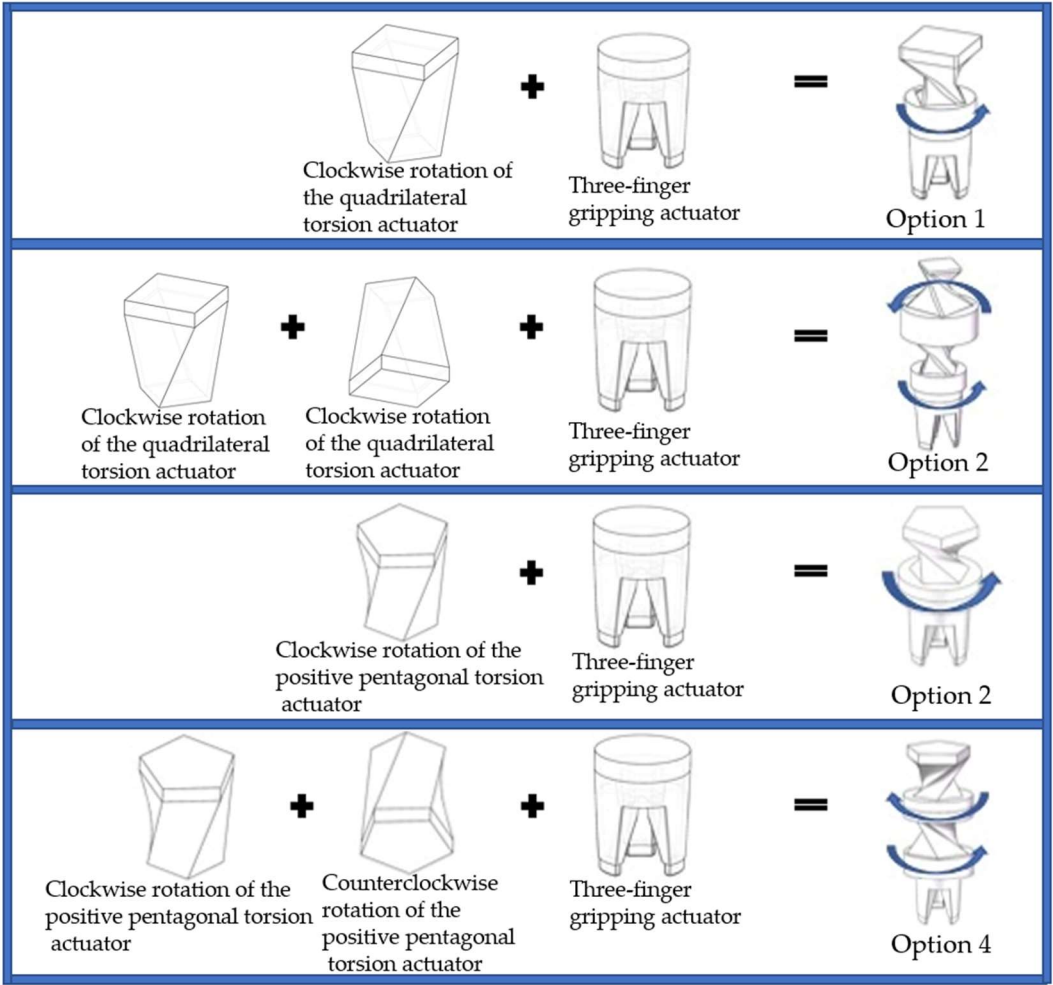 Clockwise rotation of
the quadrilateral
torsion actuator
+
Three-finger
gripping actuator
=
Option 1
Clockwise rotation
of the quadrilateral
torsion actuator
+
Clockwise rotation
of the quadrilateral
torsion actuator
+
Three-finger
gripping actuator
=
Option 2
Clockwise rotation of the
positive pentagonal torsion
actuator
+
Three-finger
gripping actuator
=
Option 2
Clockwise rotation of the
positive pentagonal torsion
actuator
+
Counterclockwise
rotation of the
positive pentagonal
torsion actuator
+
Three-finger
gripping actuator
=
Option 4